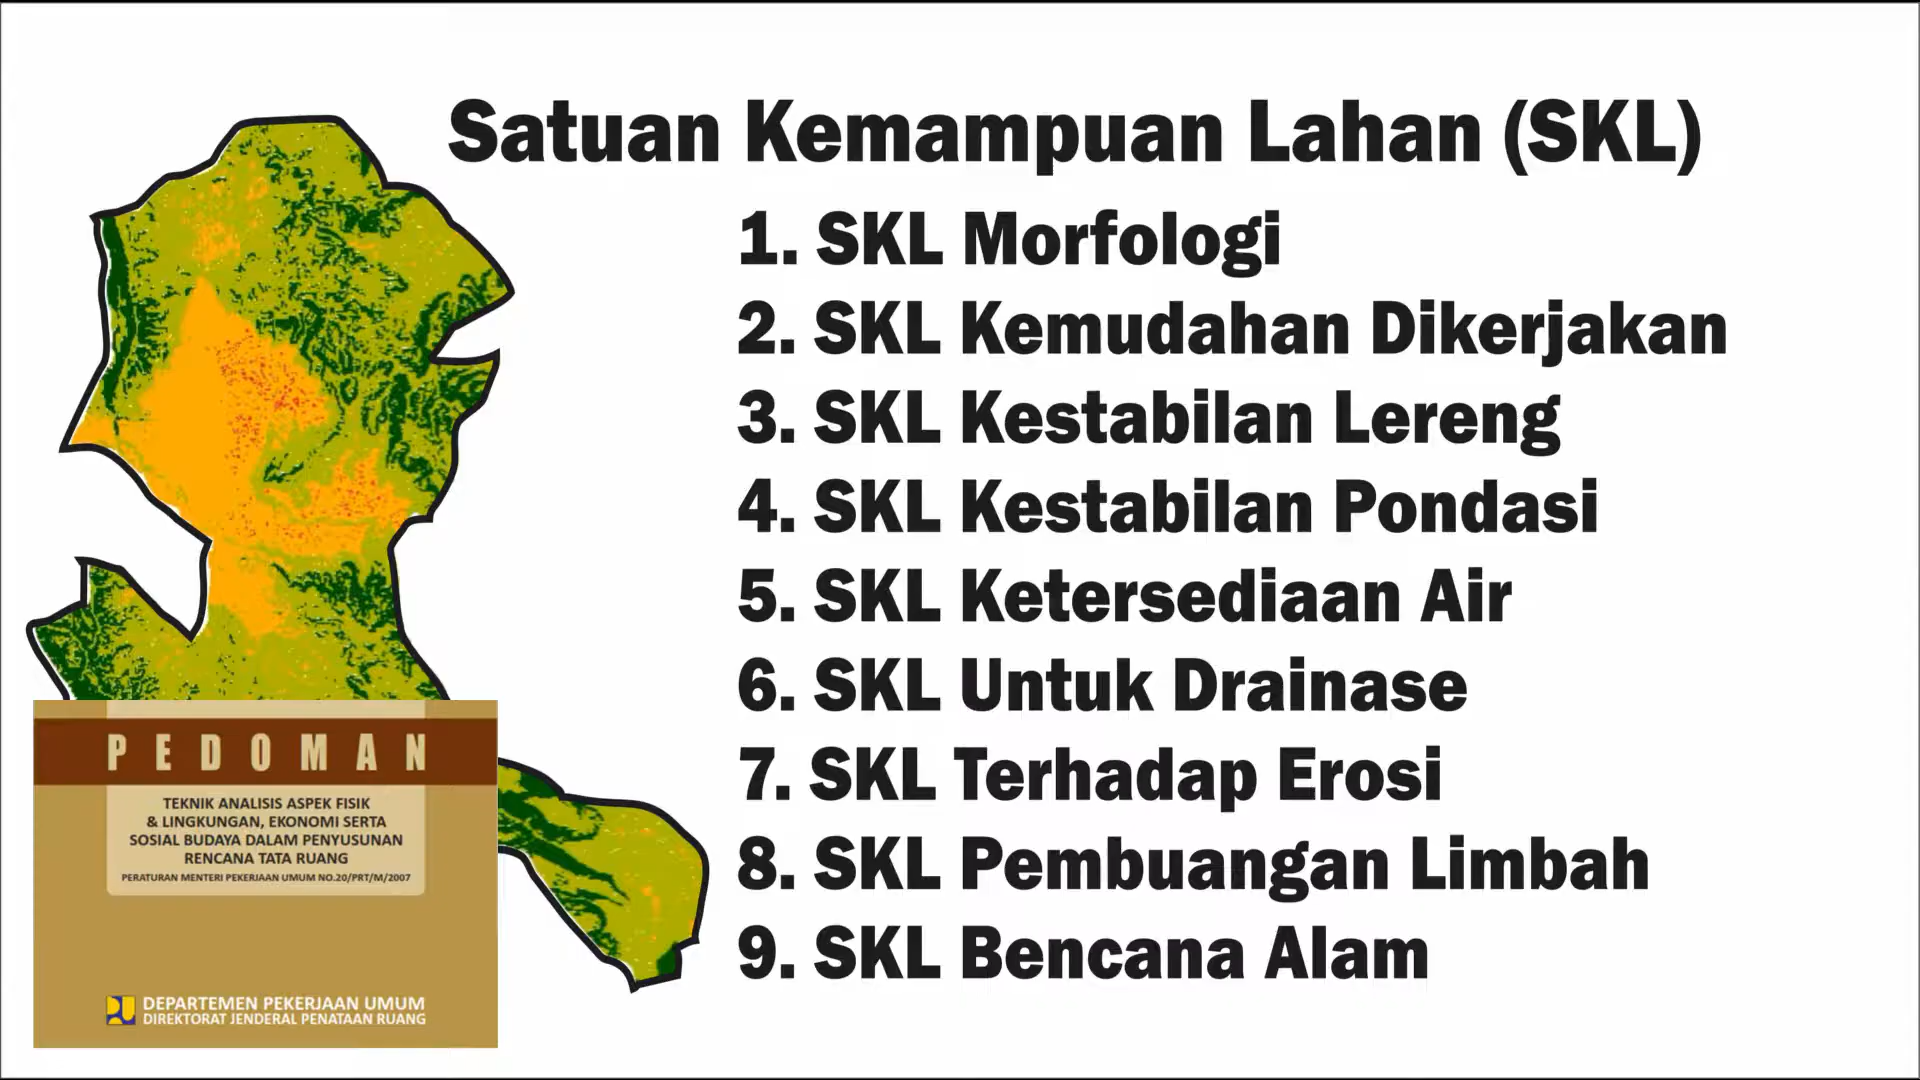 Satuan Kemampuan Lahan (SKL)
1. SKL Morfologi
2. SKL Kemudahan Dikerjakan
3. SKL Kestabilan Lereng
4. SKL Kestabilan Pondasi
5. SKL Ketersediaan Air
6. SKL Untuk Drainase
7. SKL Terhadap Erosi
8. SKL Pembuangan Limbah
9. SKL Bencana Alam
PEDOMAN
TEKNIK ANALISIS ASPEK FISIK
& LINGKUNGAN, EKONOMI SERTA
SOSIAL BUDAYA DALAM PENYUSUNAN
RENCANA TATA RUANG
PERATURAN MENTERI PEKERJAAN UMUM NO.20/PRT/M/2007
DEPARTEMEN PEKERJAAN UMUM
DIREKTORAT JENDERAL PENATAAN RUANG